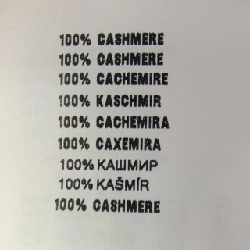 100% CASHMERE
100% CASHMERE
100% CACHEMIRE
100% KASCHMIR
100% CACHEMIRA
100% CAXEMIRA
100% КАШМИР
100% KAŠMÍR
100% CASHMERE